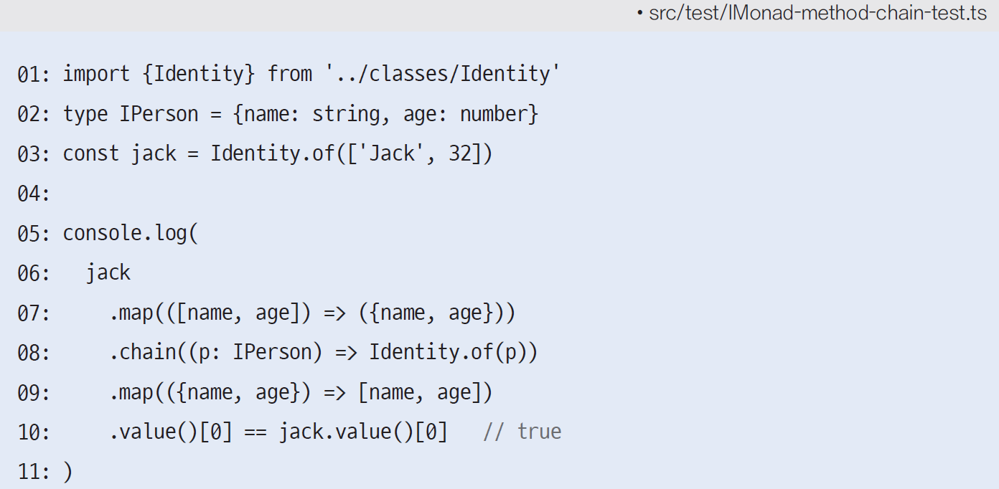 • src/test/IMonad-method-chain-test.ts
01: import {Identity} from '../classes/Identity'
02: type IPerson = {name: string, age: number}
03: const jack = Identity.of(['Jack', 32])
04:
05: console.log(
06:   jack
07:     .map(([name, age]) => ({name, age}))
08:     .chain((p: IPerson) => Identity.of(p))
09:     .map(({name, age}) => [name, age])
10:     .value()[0] == jack.value()[0]   // true
11: )